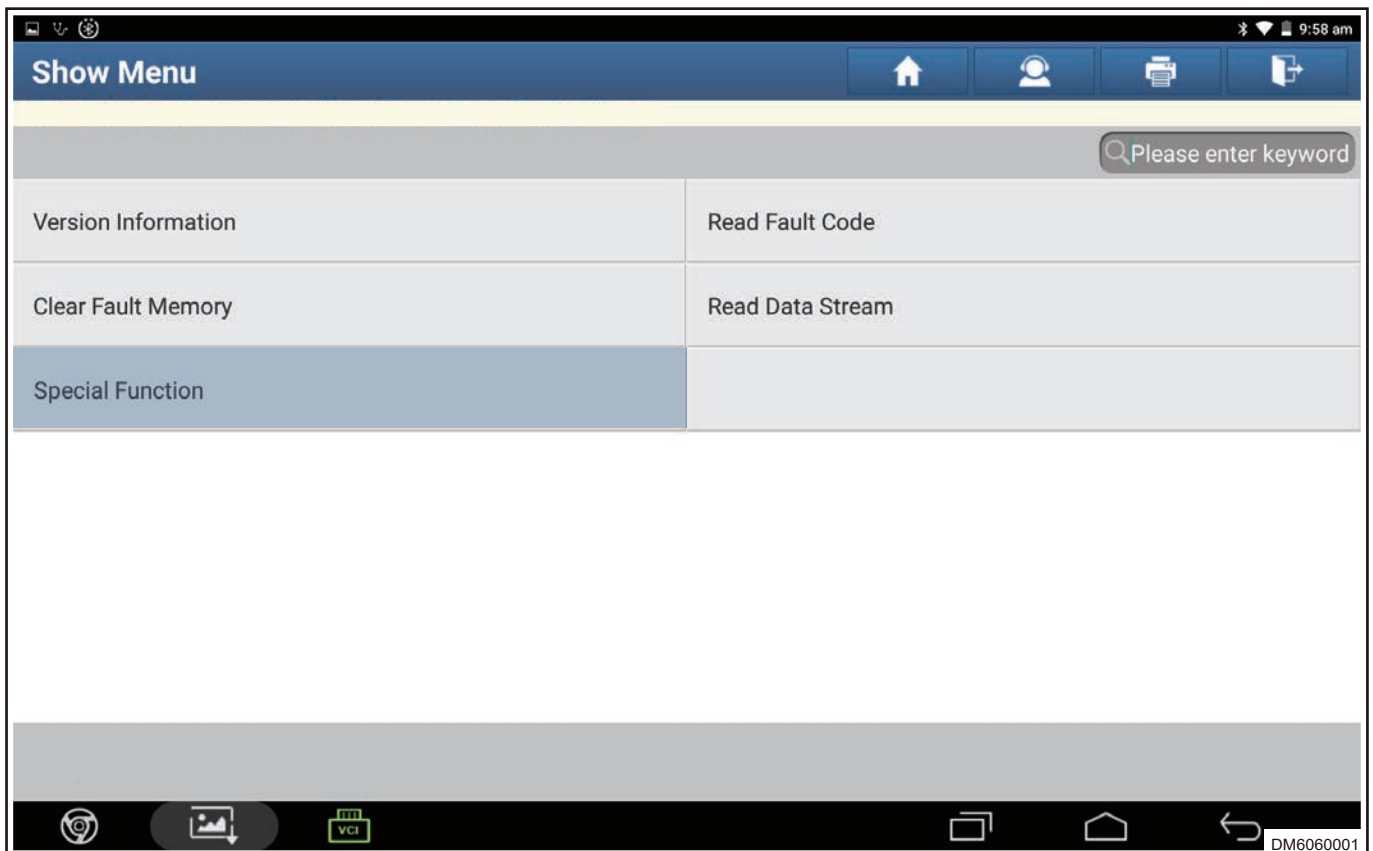 9:58 am
Show Menu
Please enter keyword
Version Information
Read Fault Code
Clear Fault Memory
Read Data Stream
Special Function
VCI
DM6060001